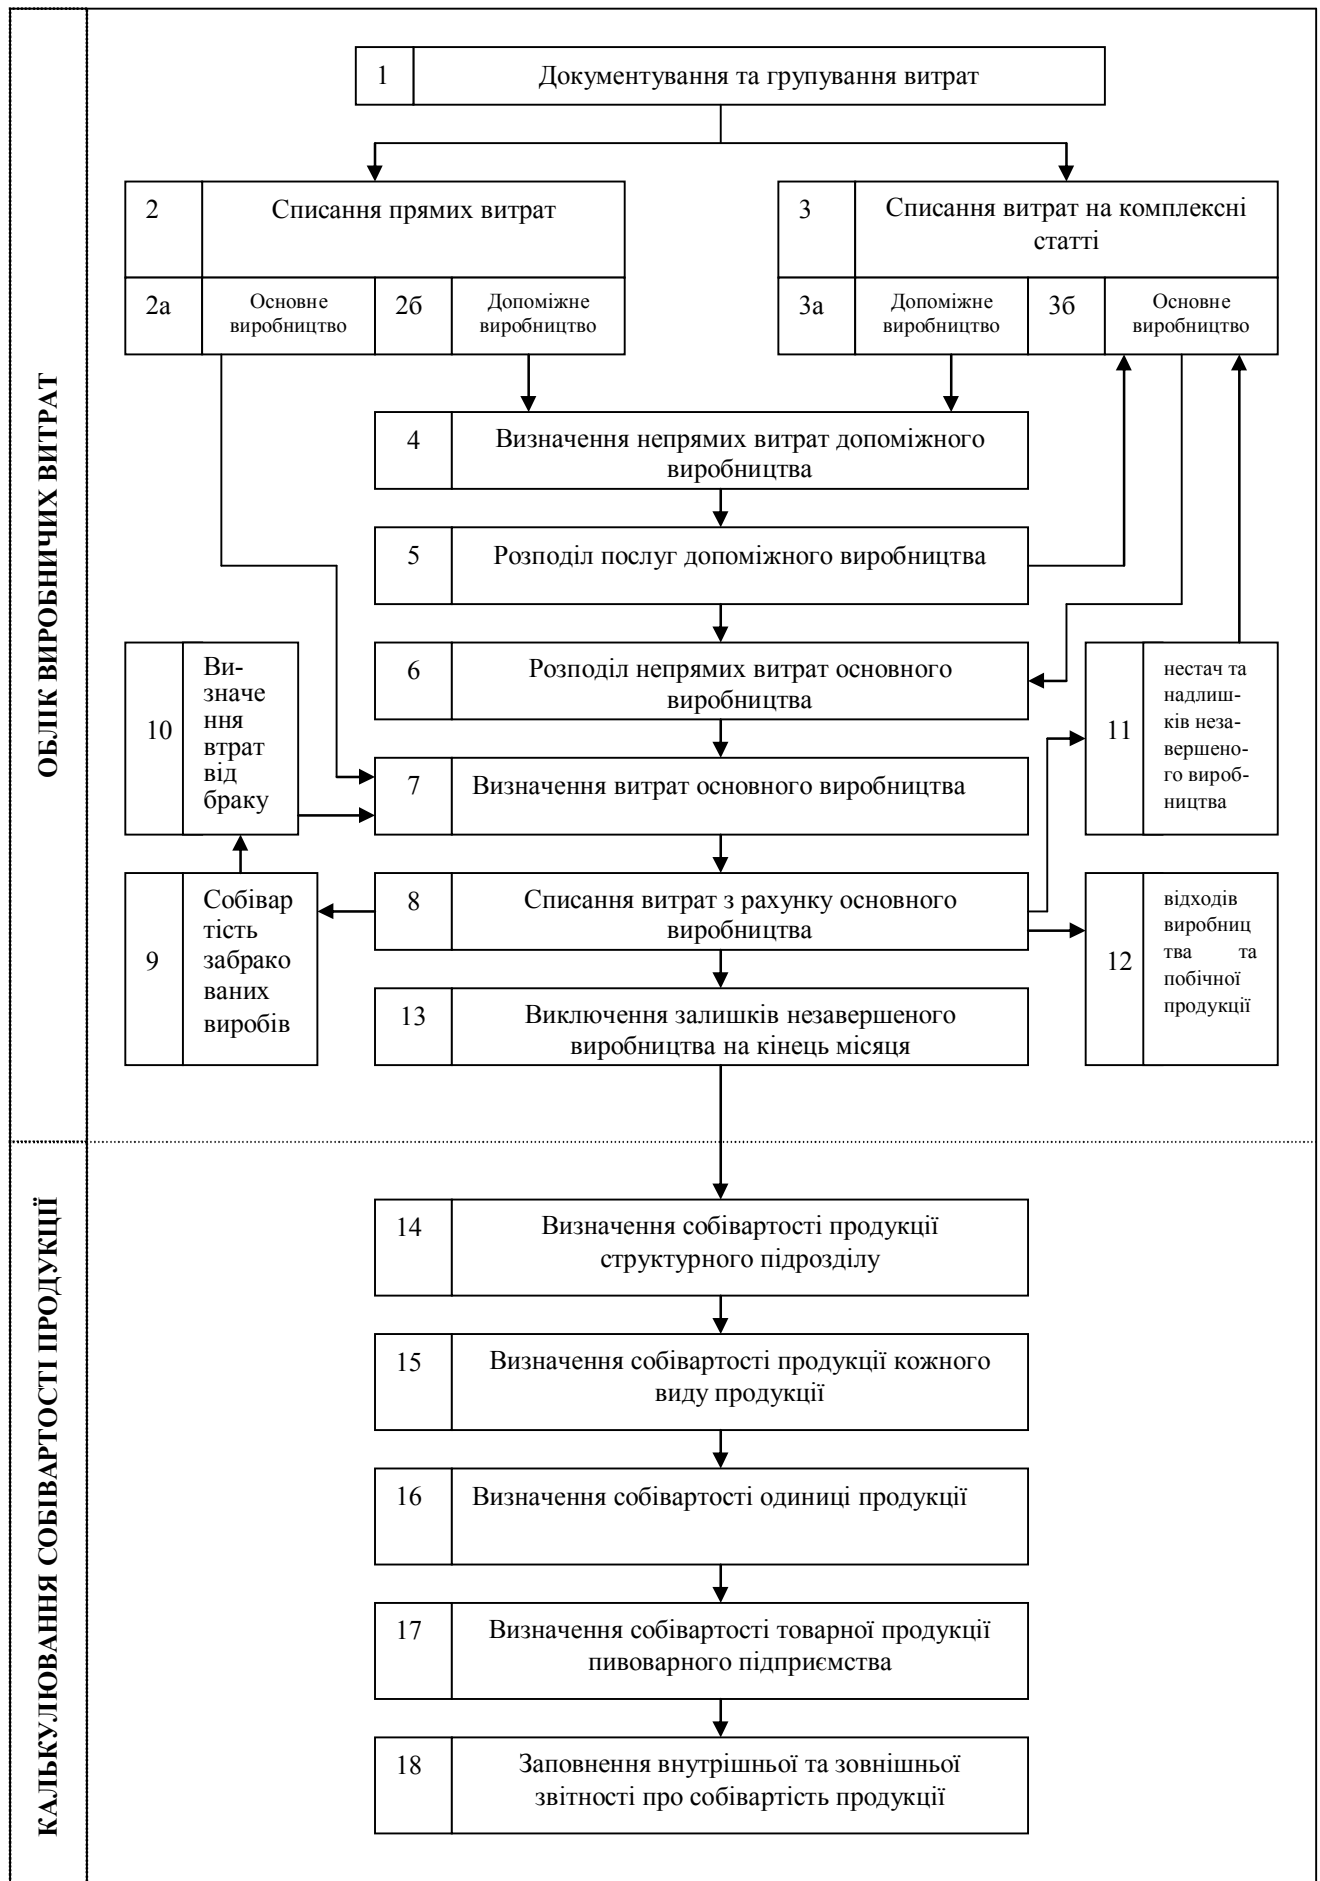 ОБЛІК ВИРОБНИЧИХ ВИТРАТ
1
Документування та групування витрат
2
Списання прямих витрат
2а
Основне
виробництво
2б
Допоміжне
виробництво
3
Списання витрат на комплексні
статті
3а
Допоміжне
виробництво
3б
Основне
виробництво
4
Визначення непрямих витрат допоміжного
виробництва
5
Розподіл послуг допоміжного виробництва
6
Розподіл непрямих витрат основного
виробництва
7
Визначення витрат основного виробництва
8
Списання витрат з рахунку основного
виробництва
9
Собівар
тість
забрако
ваних
виробів
10
Ви-
значе
ння
втрат
від
браку
11
нестач та
надлиш-
ків неза-
вершено-
го вироб-
ництва
12
відходів
виробниц
тва та
побічної
продукції
13
Виключення залишків незавершеного
виробництва на кінець місяця
КАЛЬКУЛЮВАННЯ СОБІВАРТОСТІ ПРОДУКЦІЇ
14
Визначення собівартості продукції
структурного підрозділу
15
Визначення собівартості продукції кожного
виду продукції
16
Визначення собівартості одиниці продукції
17
Визначення собівартості товарної продукції
пивоварного підприємства
18
Заповнення внутрішньої та зовнішньої
звітності про собівартість продукції